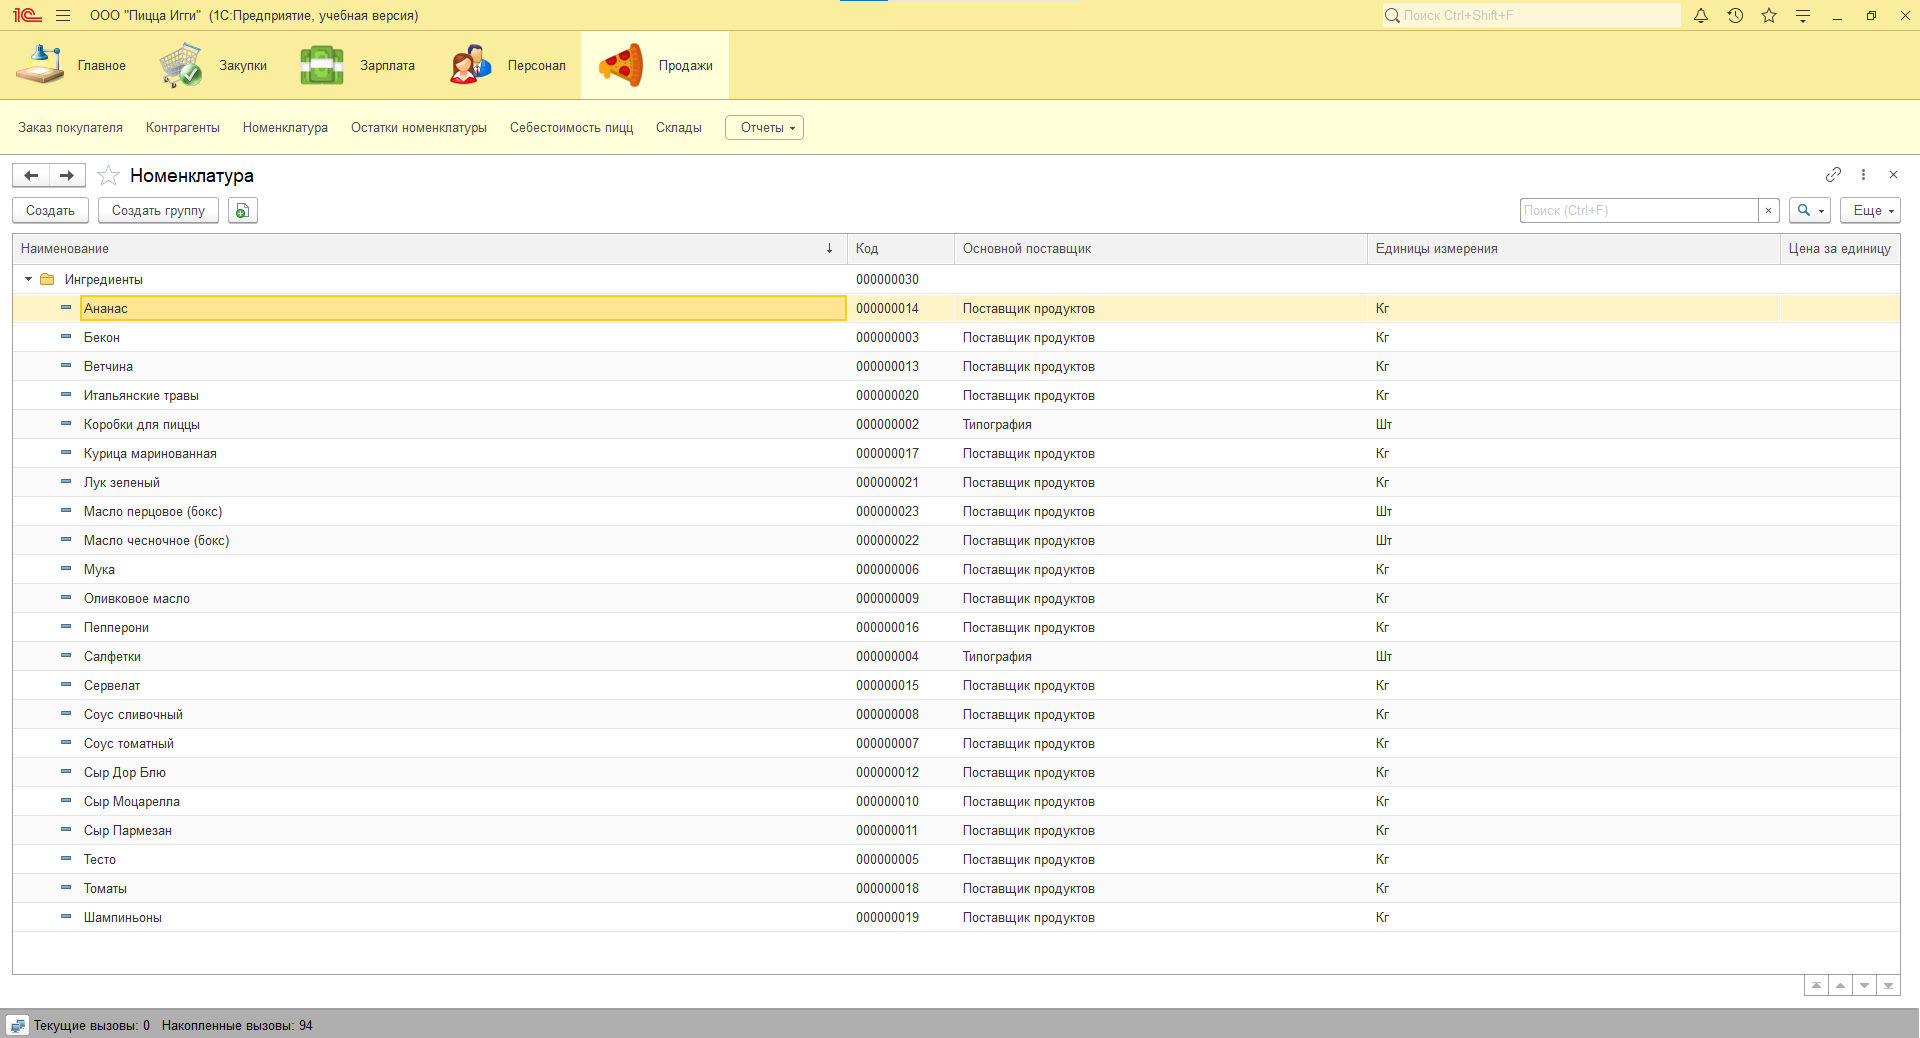 1С ООО "Пицца Игги" (1С:Предприятие, учебная версия) Поиск Ctrl+Shift+F
Главное Закупки Зарплата Персонал Продажи
Заказ покупателя Контрагенты Номенклатура Остатки номенклатуры Себестоимость пицц Склады Отчеты
Номенклатура
Создать Создать группу Поиск (Ctrl+F) × Еще
Наименование Код Основной поставщик Единицы измерения Цена за единицу
Ингредиенты 000000030
Ананас 000000014 Поставщик продуктов Кг
Бекон 000000003 Поставщик продуктов Кг
Ветчина 000000013 Поставщик продуктов Кг
Итальянские травы 000000020 Поставщик продуктов Кг
Коробки для пиццы 000000002 Типография Шт
Курица маринованная 000000017 Поставщик продуктов Кг
Лук зеленый 000000021 Поставщик продуктов Кг
Масло перцовое (бокс) 000000023 Поставщик продуктов Шт
Масло чесночное (бокс) 000000022 Поставщик продуктов Шт
Мука 000000006 Поставщик продуктов Кг
Оливковое масло 000000009 Поставщик продуктов Кг
Пепперони 000000016 Поставщик продуктов Кг
Салфетки 000000004 Типография Шт
Сервелат 000000015 Поставщик продуктов Кг
Соус сливочный 000000008 Поставщик продуктов Кг
Соус томатный 000000007 Поставщик продуктов Кг
Сыр Дор Блю 000000012 Поставщик продуктов Кг
Сыр Моцарелла 000000010 Поставщик продуктов Кг
Сыр Пармезан 000000011 Поставщик продуктов Кг
Тесто 000000005 Поставщик продуктов Кг
Томаты 000000018 Поставщик продуктов Кг
Шампиньоны 000000019 Поставщик продуктов Кг
Текущие вызовы: 0 Накопленные вызовы: 94